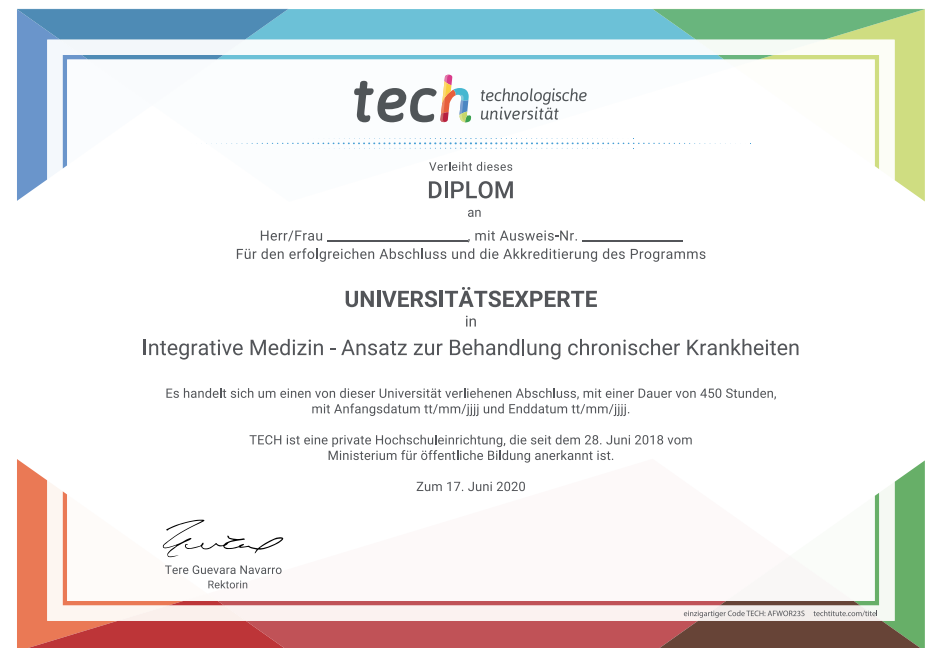 tech technologische
universität
Verleiht dieses
DIPLOM
an
Herr/Frau ____________________, mit Ausweis-Nr. ______________
Für den erfolgreichen Abschluss und die Akkreditierung des Programms
UNIVERSITÄTSEXPERTE
in
Integrative Medizin - Ansatz zur Behandlung chronischer Krankheiten
Es handelt sich um einen von dieser Universität verliehenen Abschluss, mit einer Dauer von 450 Stunden,
mit Anfangsdatum tt/mm/jjjj und Enddatum tt/mm/jjjj.
TECH ist eine private Hochschuleinrichtung, die seit dem 28. Juni 2018 vom
Ministerium für öffentliche Bildung anerkannt ist.
Zum 17. Juni 2020
Tere Guevara Navarro
Rektorin
einzigartiger Code TECH: AFWOR23S techtitute.com/titel